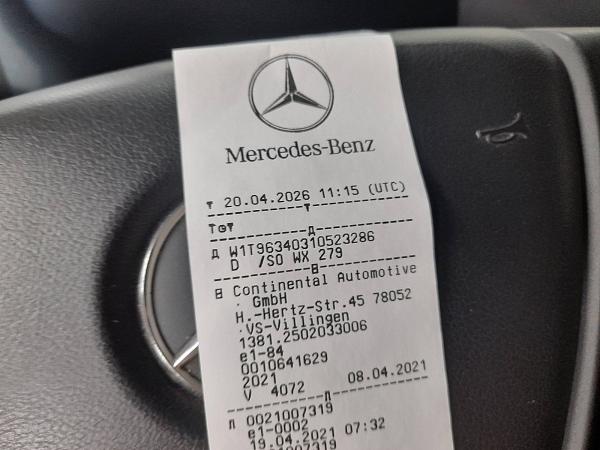 Mercedes-Benz
▼ 20.04.2026 11:15 (UTC)
-----------▼-----------
T⊙▼
-----------Д-----------
Д W1T96340310523286
D /SO WX 279
-----------B-----------
B Continental Automotive
. GmbH
H.-Hertz-Str.45 78052
.VS-Villingen
1381.2502033006
e1-84
0010641629
2021
V 4072 08.04.2021
-----------Л-----------
Л 0021007319
e1-0002
19.04.2021 07:32